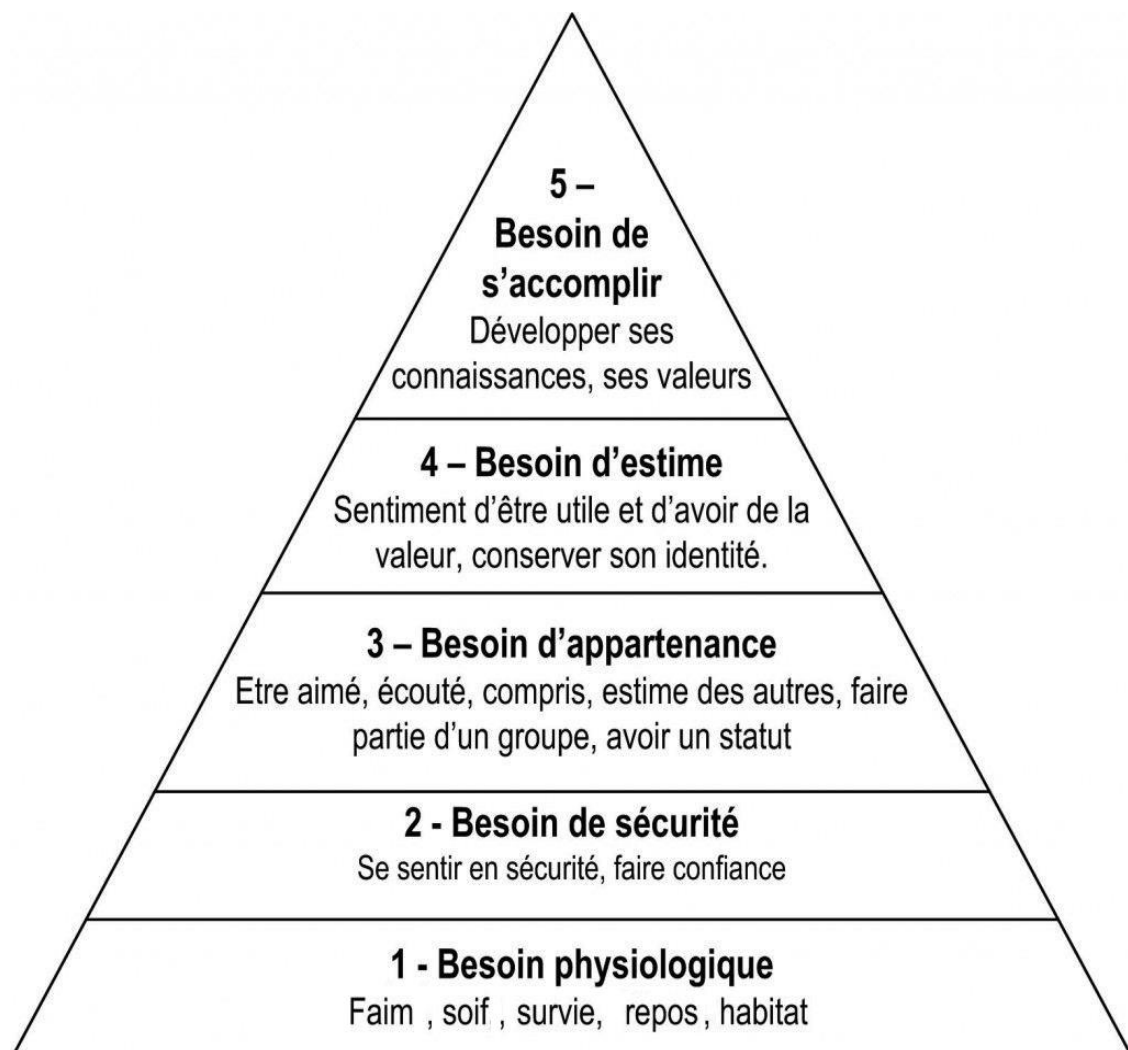 5 –
Besoin de
s’accomplir
Développer ses
connaissances, ses valeurs
4 – Besoin d’estime
Sentiment d’être utile et d’avoir de la
valeur, conserver son identité.
3 – Besoin d’appartenance
Etre aimé, écouté, compris, estime des autres, faire
partie d’un groupe, avoir un statut
2 - Besoin de sécurité
Se sentir en sécurité, faire confiance
1 - Besoin physiologique
Faim , soif , survie, repos , habitat